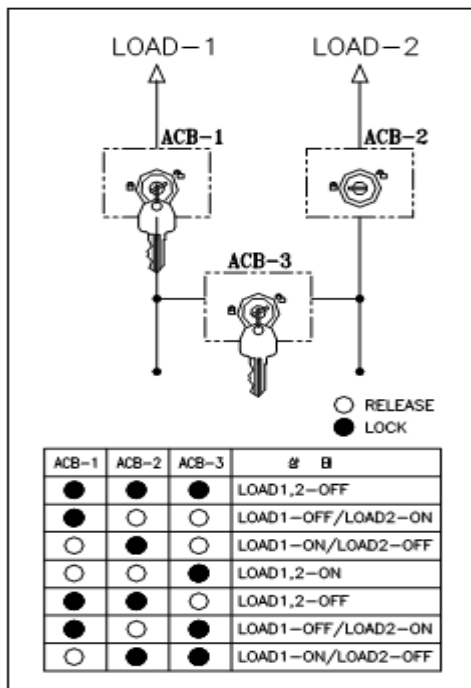 LOAD-1 LOAD-2
ACB-1 ACB-2
ACB-3
RELEASE
LOCK
ACB-1 ACB-2 ACB-3
LOAD1,2-OFF
LOAD1-OFF/LOAD2-ON
LOAD1-ON/LOAD2-OFF
LOAD1,2-ON
LOAD1,2-OFF
LOAD1-OFF/LOAD2-ON
LOAD1-ON/LOAD2-OFF